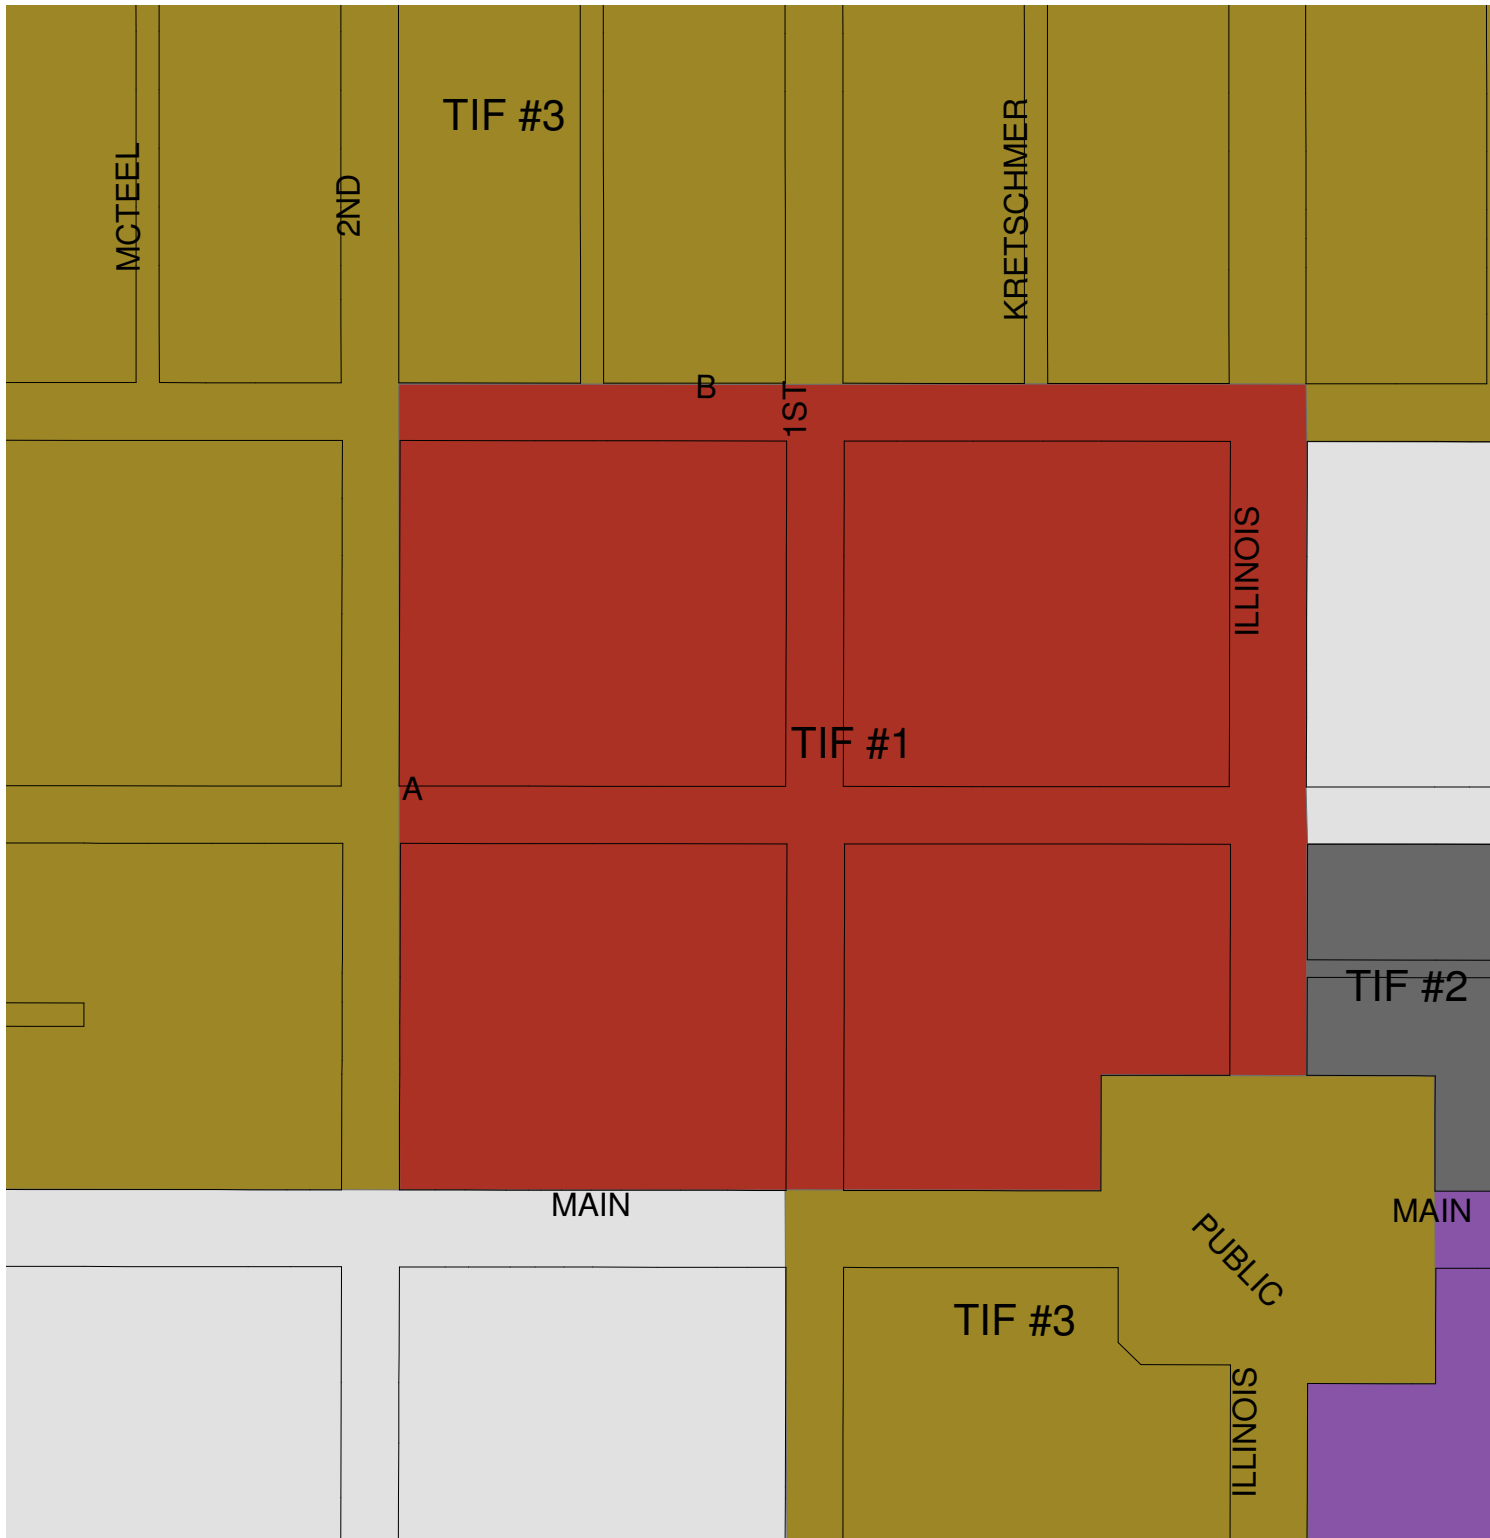 TIF #3
MCTEEL
2ND
KRETSCHMER
B
1ST
ILLINOIS
TIF #1
A
TIF #2
MAIN
MAIN
PUBLIC
TIF #3
ILLINOIS